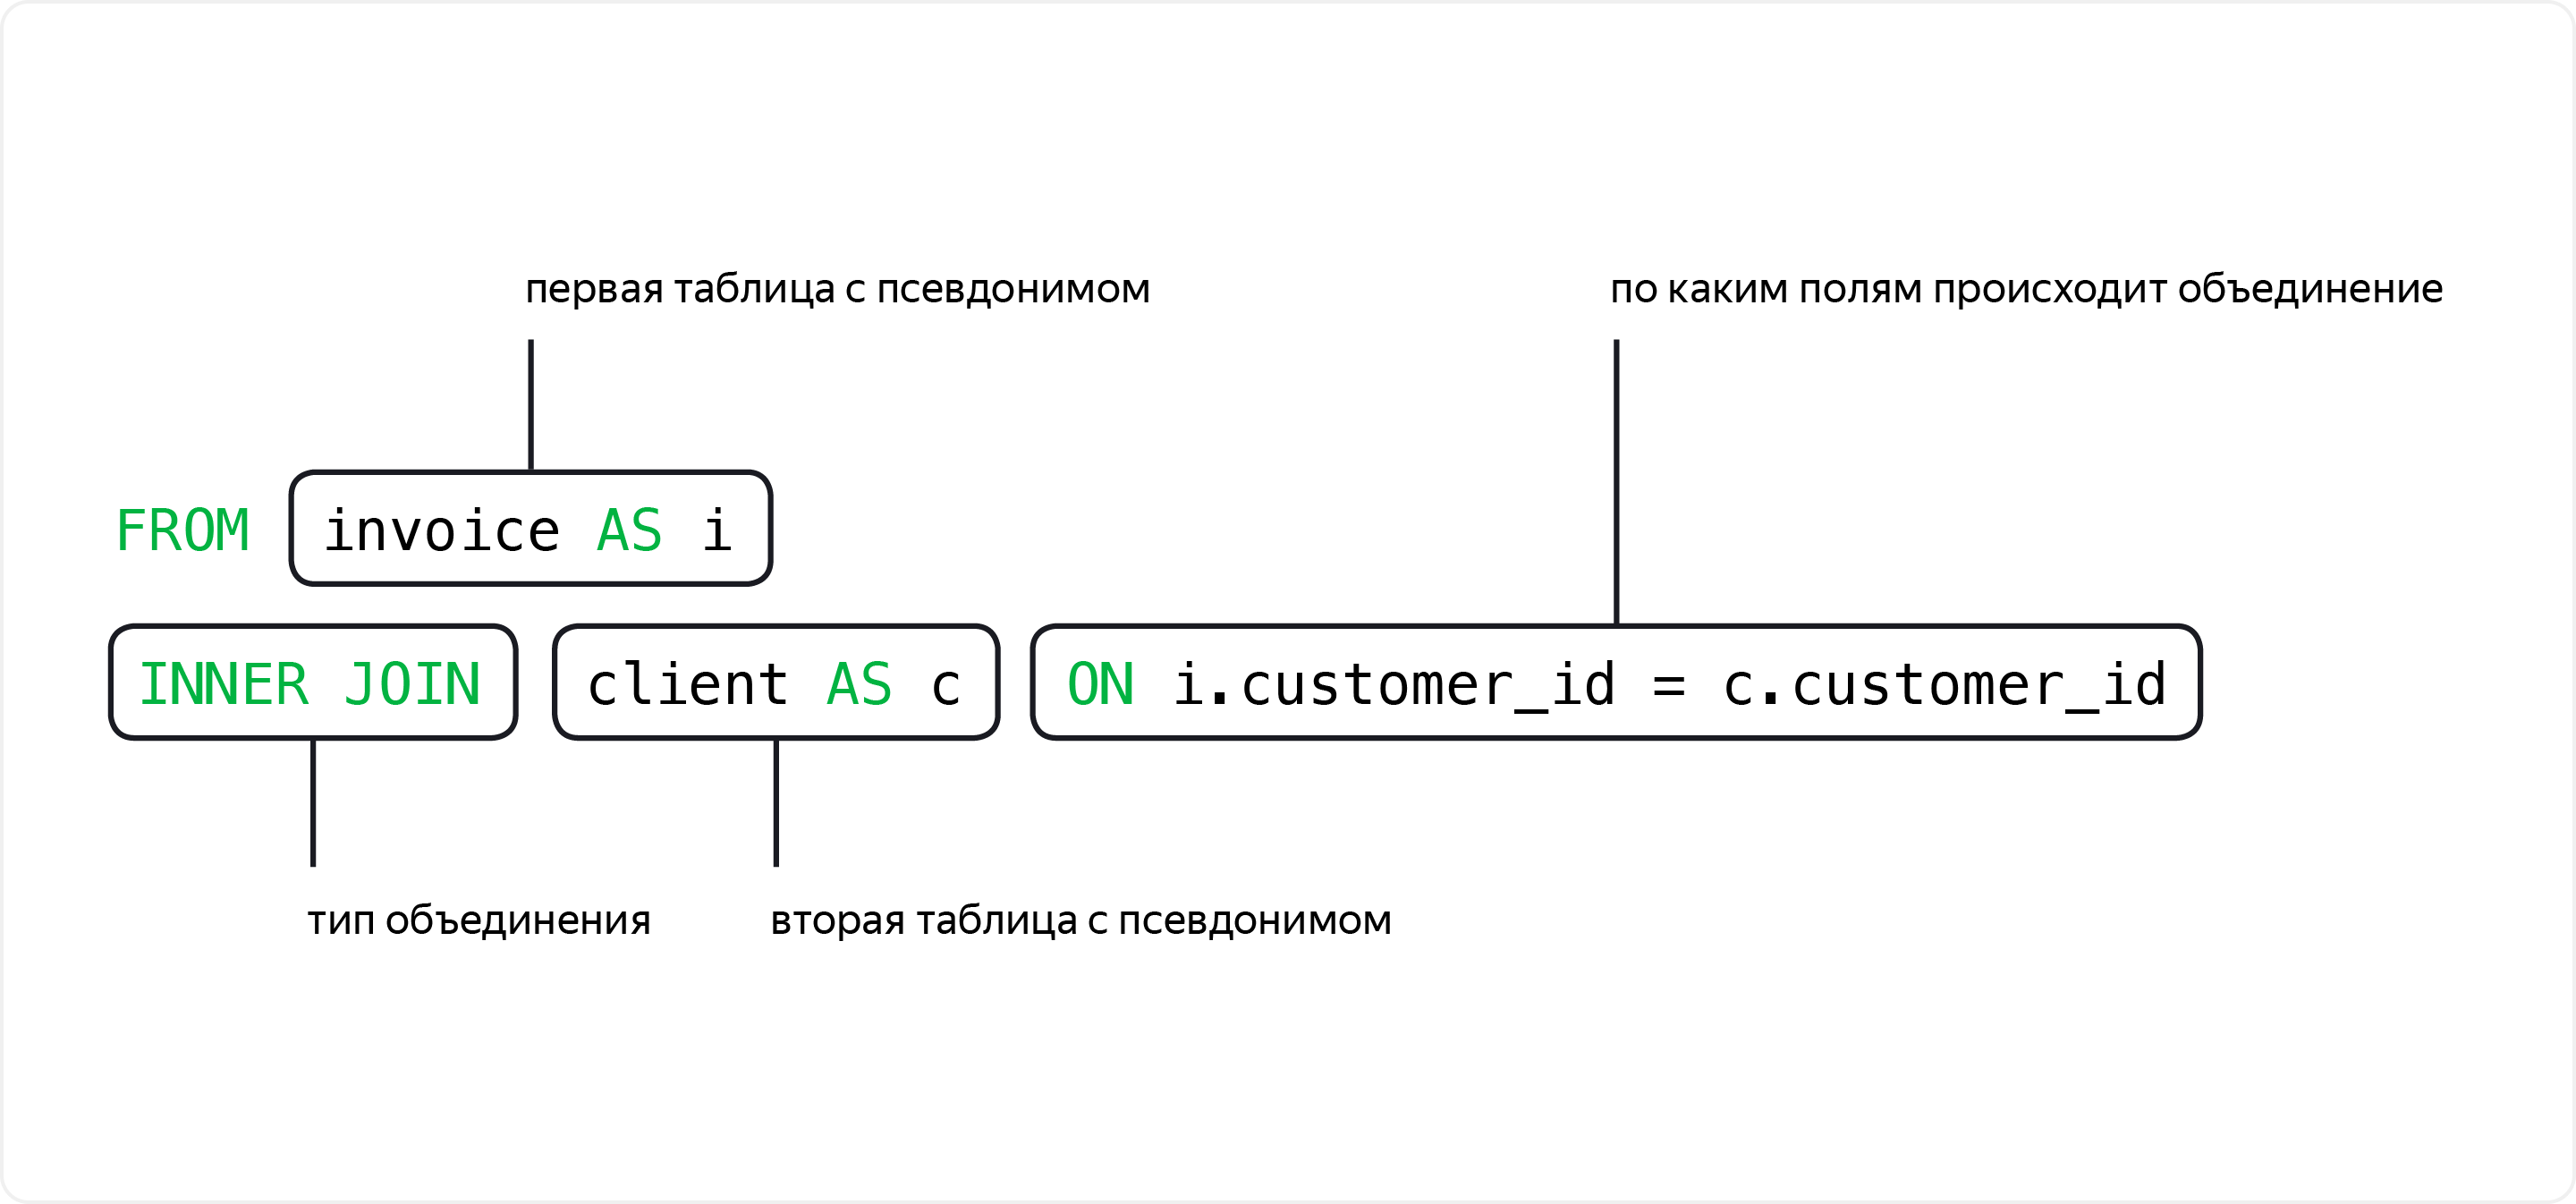 первая таблица с псевдонимом
по каким полям происходит объединение
FROM invoice AS i
INNER JOIN client AS c ON i.customer_id = c.customer_id
тип объединения
вторая таблица с псевдонимом